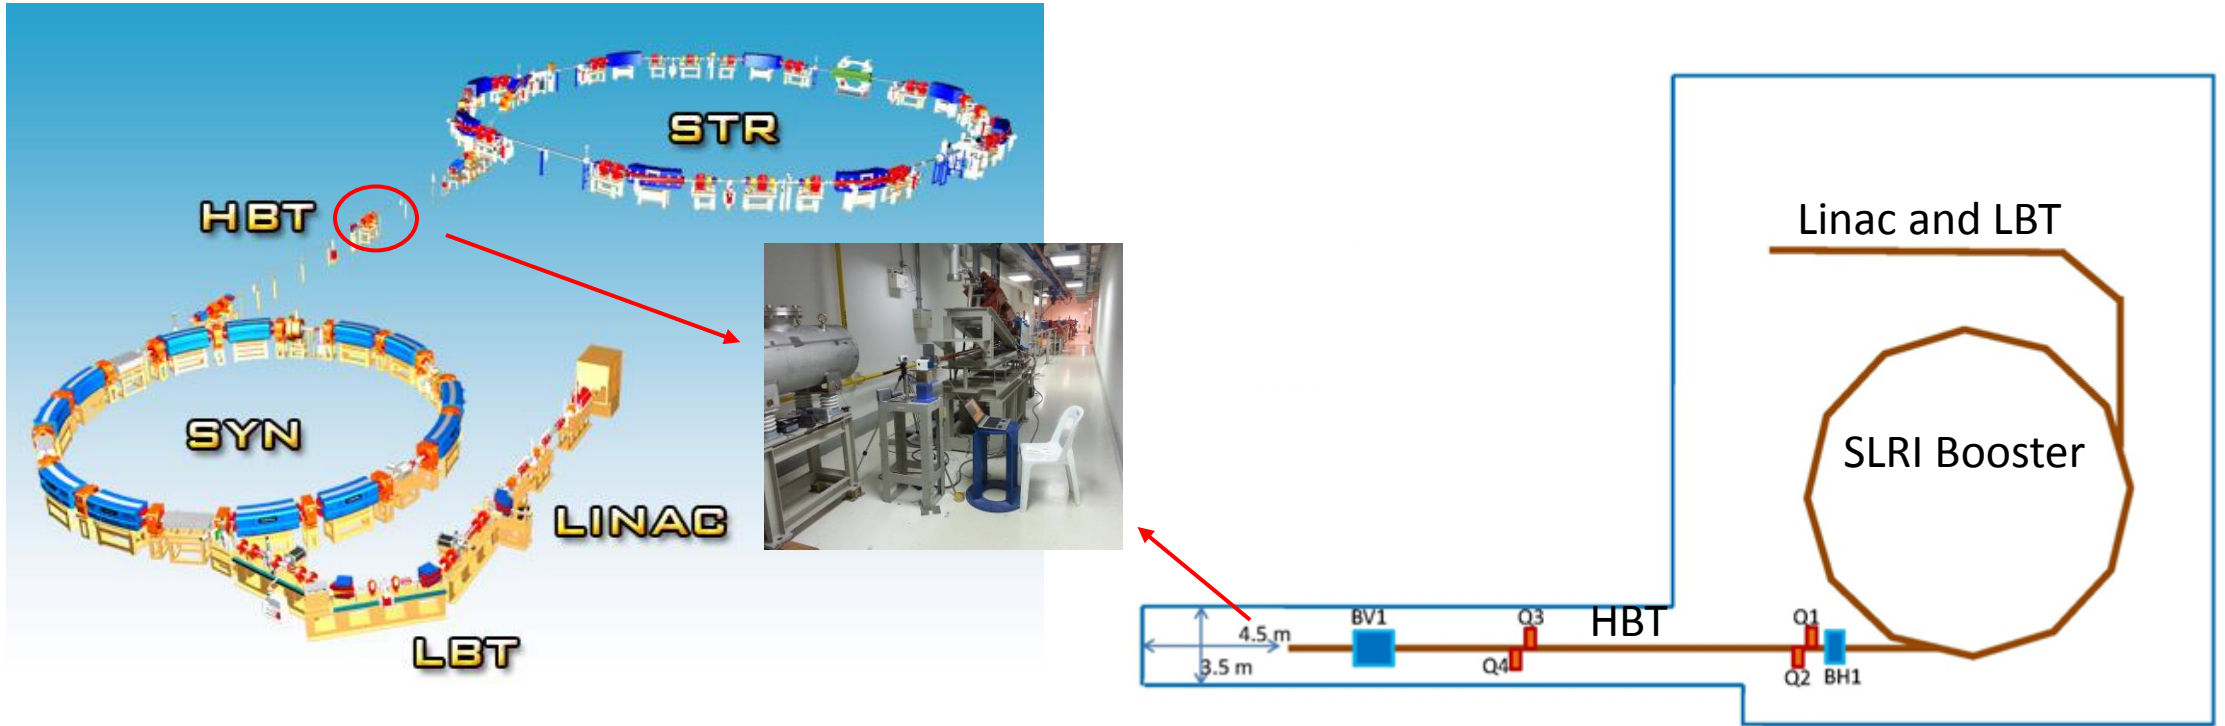 STR
HBT
SYN
LINAC
LBT
Linac and LBT
SLRI Booster
HBT
BV1
Q3
Q1
4.5 m
Q4
Q2
BH1
3.5 m